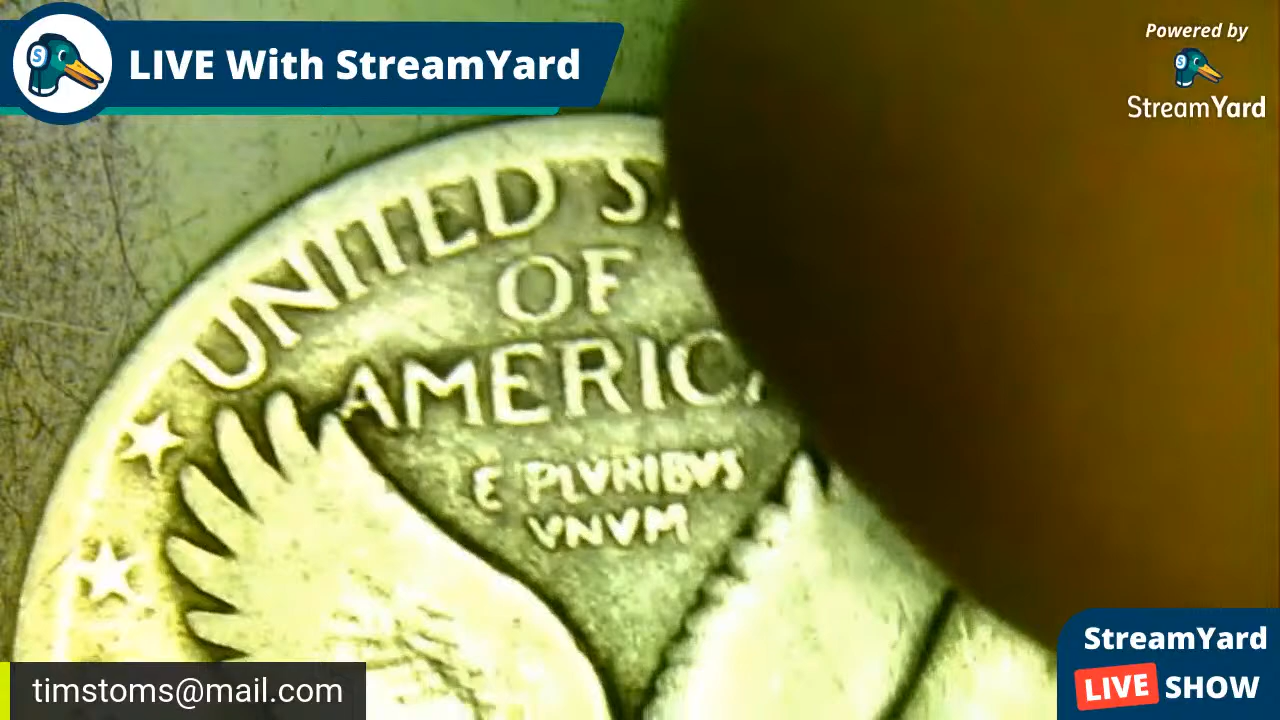 LIVE With StreamYard
Powered by
StreamYard
UNITED S
OF
AMERIC
E PLVRIBVS
VNVM
StreamYard
LIVE SHOW
timstoms@mail.com